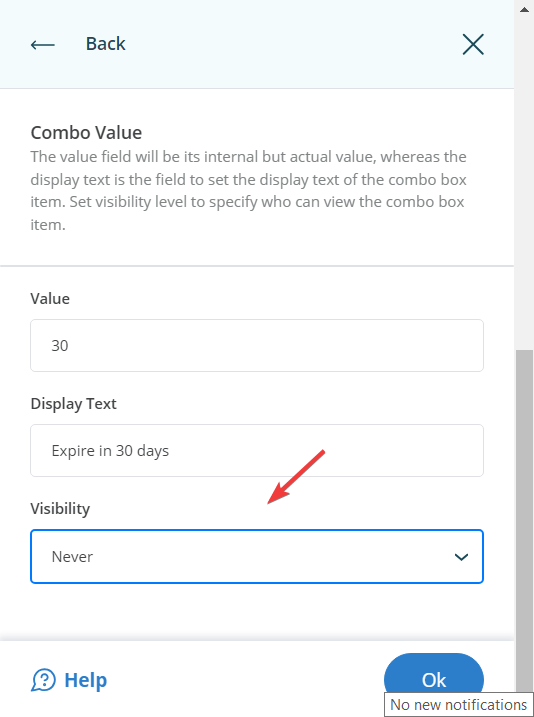 Back
Combo Value
The value field will be its internal but actual value, whereas the
display text is the field to set the display text of the combo box
item. Set visibility level to specify who can view the combo box
item.
Value
30
Display Text
Expire in 30 days
Visibility
Never
Help
Ok
No new notifications